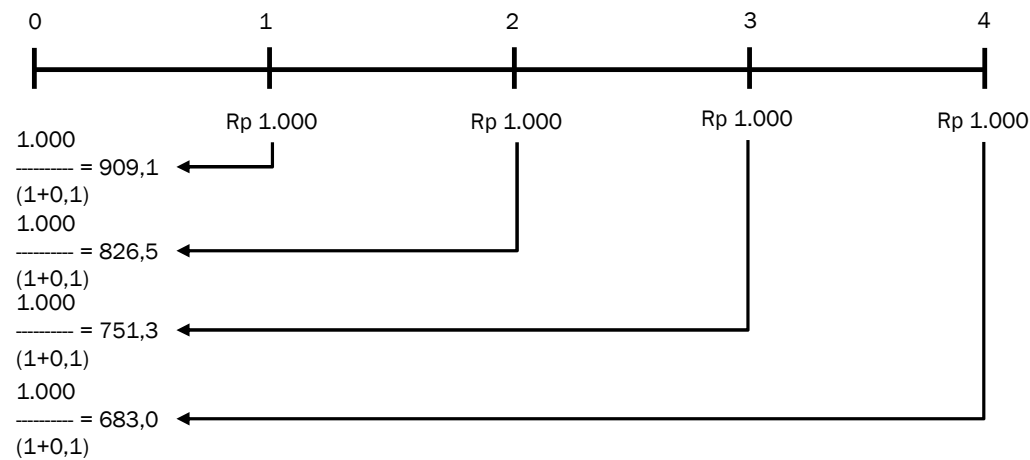 0 1 2 3 4
Rp 1.000 Rp 1.000 Rp 1.000 Rp 1.000
1.000
---------- = 909,1
(1+0,1)
1.000
---------- = 826,5
(1+0,1)
1.000
---------- = 751,3
(1+0,1)
1.000
---------- = 683,0
(1+0,1)